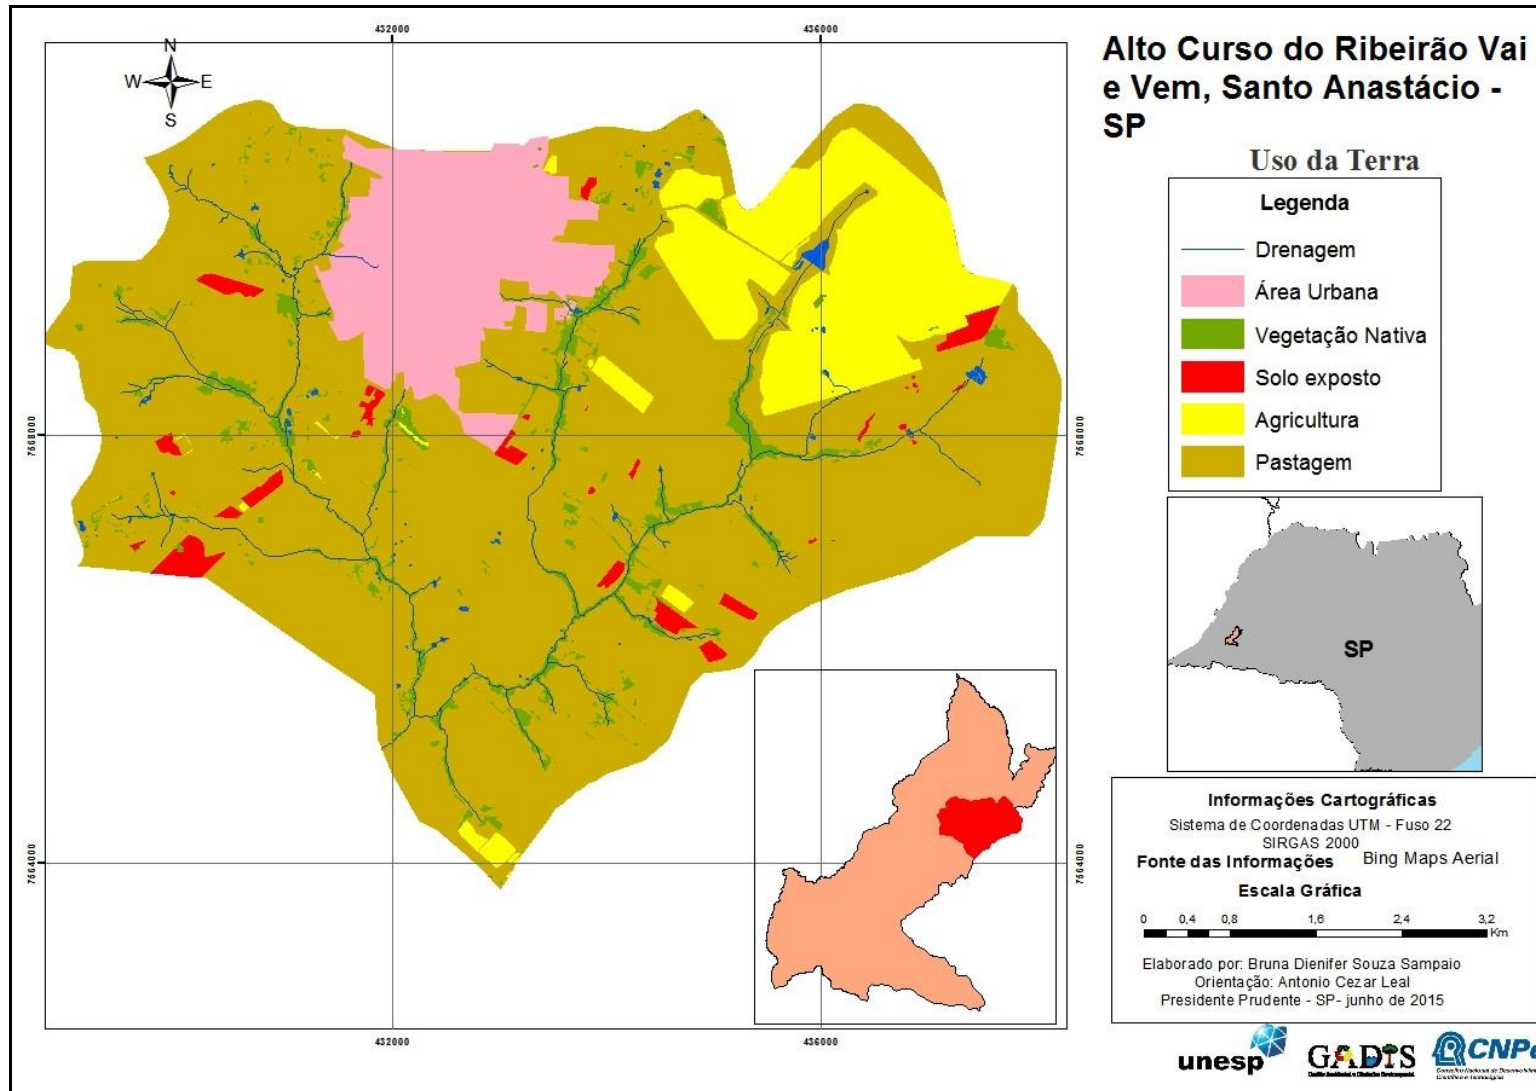 Alto Curso do Ribeirão Vai
e Vem, Santo Anastácio -
SP
Uso da Terra
Legenda
Drenagem
Área Urbana
Vegetação Nativa
Solo exposto
Agricultura
Pastagem
432000
436000
N
W
E
S
7668000
7668000
7664000
7664000
432000
436000
SP
Informações Cartográficas
Sistema de Coordenadas UTM - Fuso 22
SIRGAS 2000
Fonte das Informações Bing Maps Aerial
Escala Gráfica
0 0,4 0,8 1,6 2,4 3,2
Km
Elaborado por: Bruna Dienifer Souza Sampaio
Orientação: Antonio Cezar Leal
Presidente Prudente - SP- junho de 2015
unesp
GADIS
CNPq